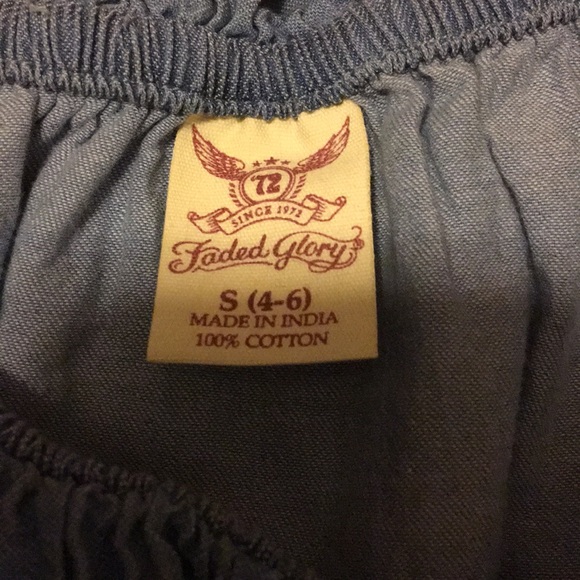 '72
SINCE 1972
Faded Glory
S (4-6)
MADE IN INDIA
100% COTTON